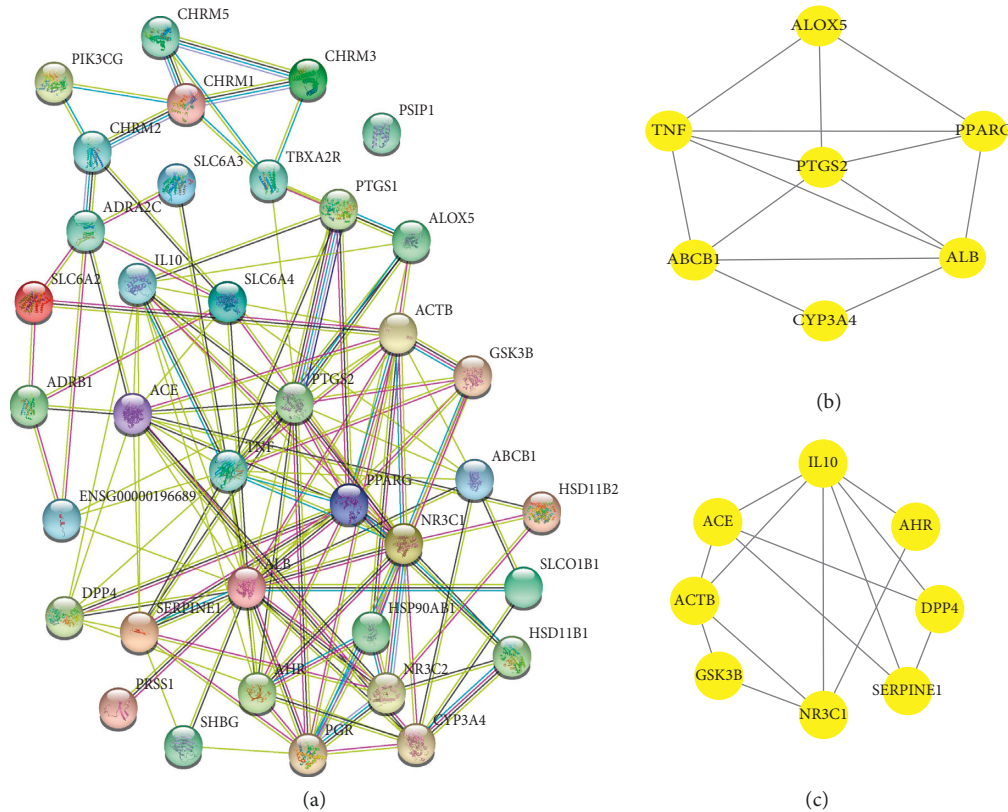 CHRM5
PIK3CG
CHRM3
CHRM1
PSIP1
CHRM2
SLC6A3
TBXA2R
PTGS1
ADRA2C
ALOX5
IL10
SLC6A2
SLC6A4
ACTB
GSK3B
ADRB1
ACE
PTGS2
TNF
ABCB1
ENSG00000196689
PPARG
HSD11B2
NR3C1
ALB
SLCO1B1
DPP4
SERPINE1
HSP90AB1
HSD11B1
AHR
NR3C2
PRSS1
SHBG
PGR
CYP3A4
(a)
ALOX5
TNF
PPARG
PTGS2
ABCB1
ALB
CYP3A4
(b)
IL10
ACE
AHR
ACTB
DPP4
GSK3B
SERPINE1
NR3C1
(c)